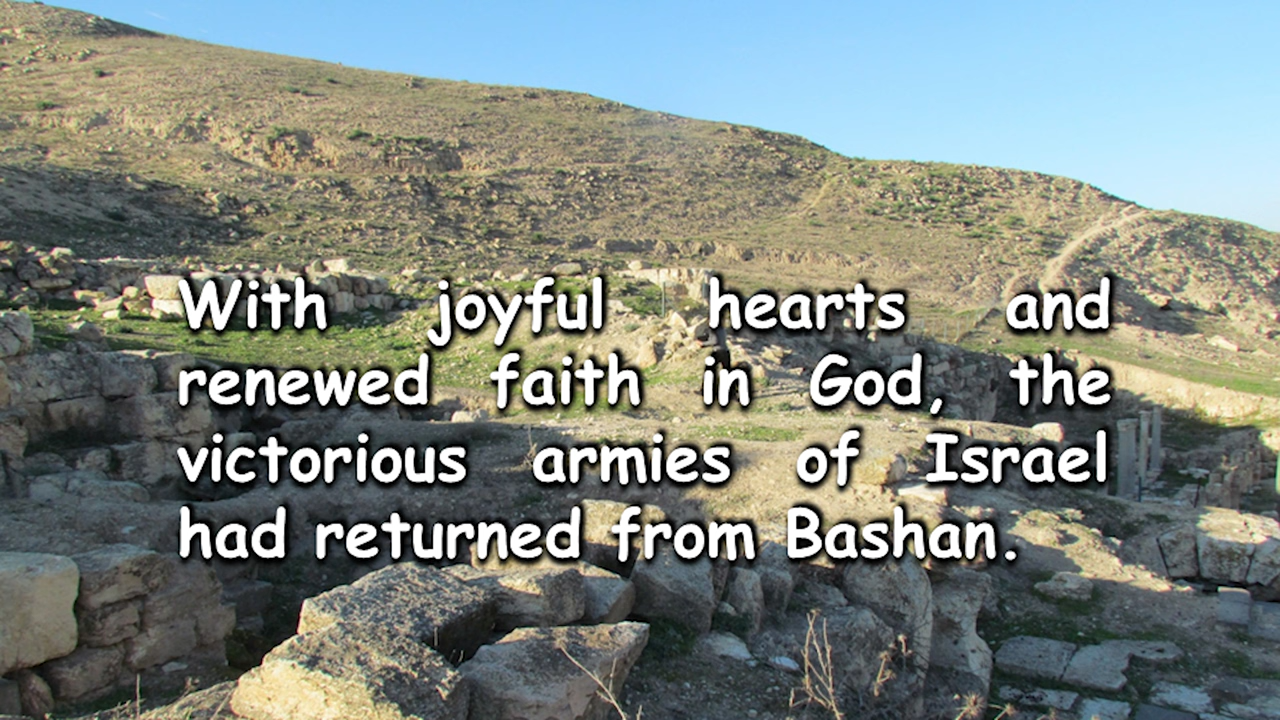 With joyful hearts and
renewed faith in God, the
victorious armies of Israel
had returned from Bashan.